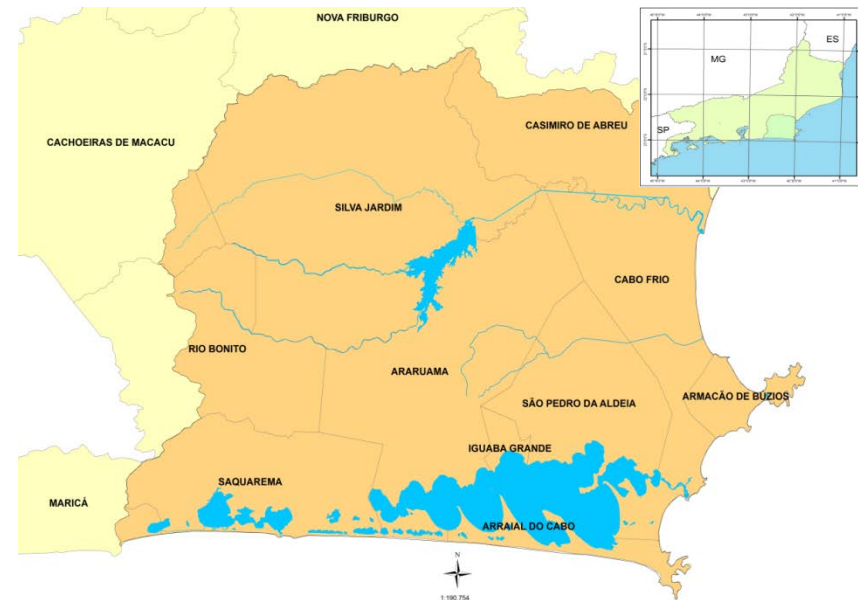 NOVA FRIBURGO
ES
MG
SP
CASIMIRO DE ABREU
CACHOEIRAS DE MACACU
SILVA JARDIM
CABO FRIO
RIO BONITO
ARARUAMA
ARMACÃO DE BÚZIOS
SÃO PEDRO DA ALDEIA
IGUABA GRANDE
SAQUAREMA
MARICÁ
ARRAIAL DO CABO
N
1:190.754